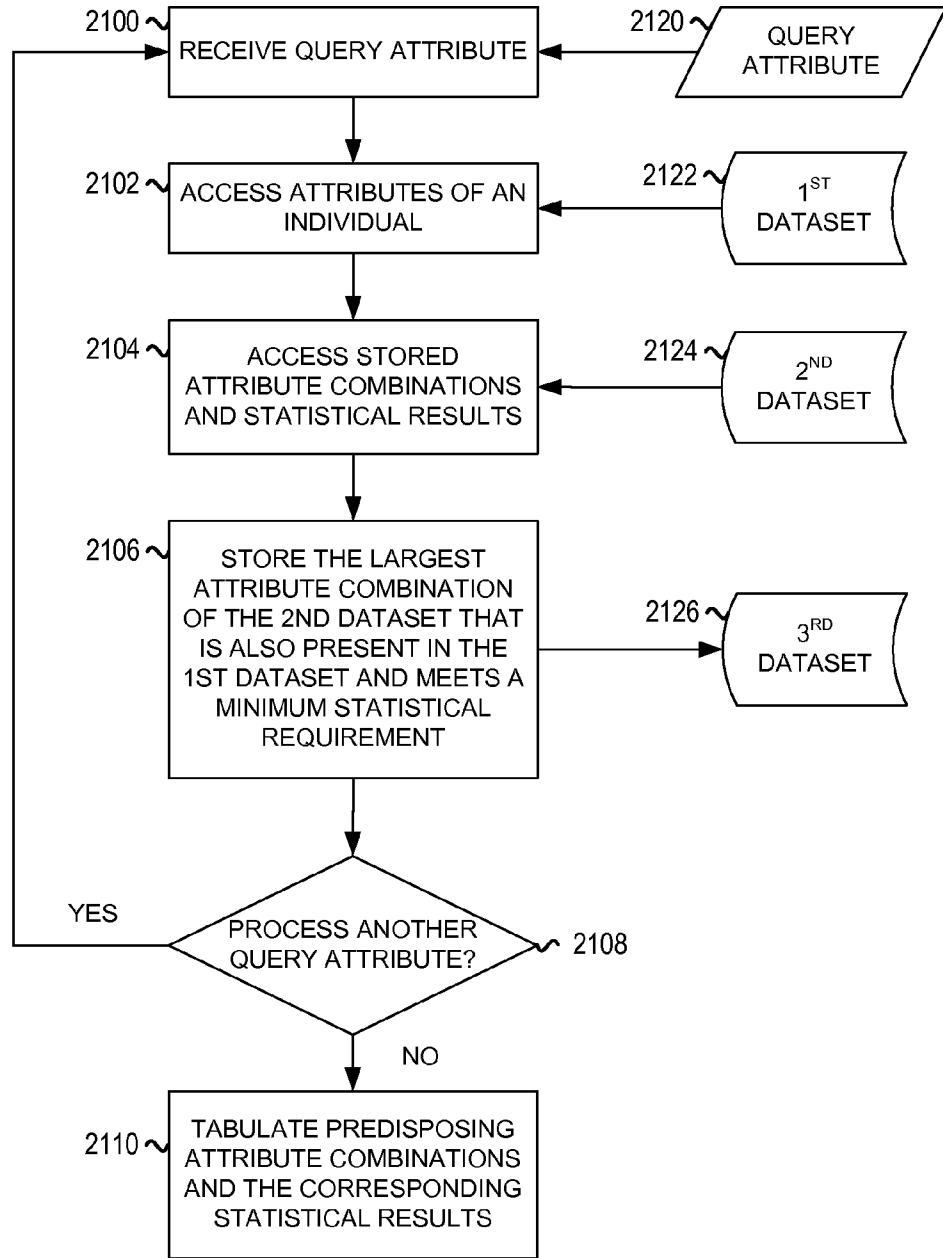 2100
RECEIVE QUERY ATTRIBUTE
2120
QUERY
ATTRIBUTE
2102
ACCESS ATTRIBUTES OF AN
INDIVIDUAL
2122
1ST
DATASET
2104
ACCESS STORED
ATTRIBUTE COMBINATIONS
AND STATISTICAL RESULTS
2124
2ND
DATASET
2106
STORE THE LARGEST
ATTRIBUTE COMBINATION
OF THE 2ND DATASET THAT
IS ALSO PRESENT IN THE
1ST DATASET AND MEETS A
MINIMUM STATISTICAL
REQUIREMENT
2126
3RD
DATASET
YES
PROCESS ANOTHER
QUERY ATTRIBUTE?
2108
NO
2110
TABULATE PREDISPOSING
ATTRIBUTE COMBINATIONS
AND THE CORRESPONDING
STATISTICAL RESULTS